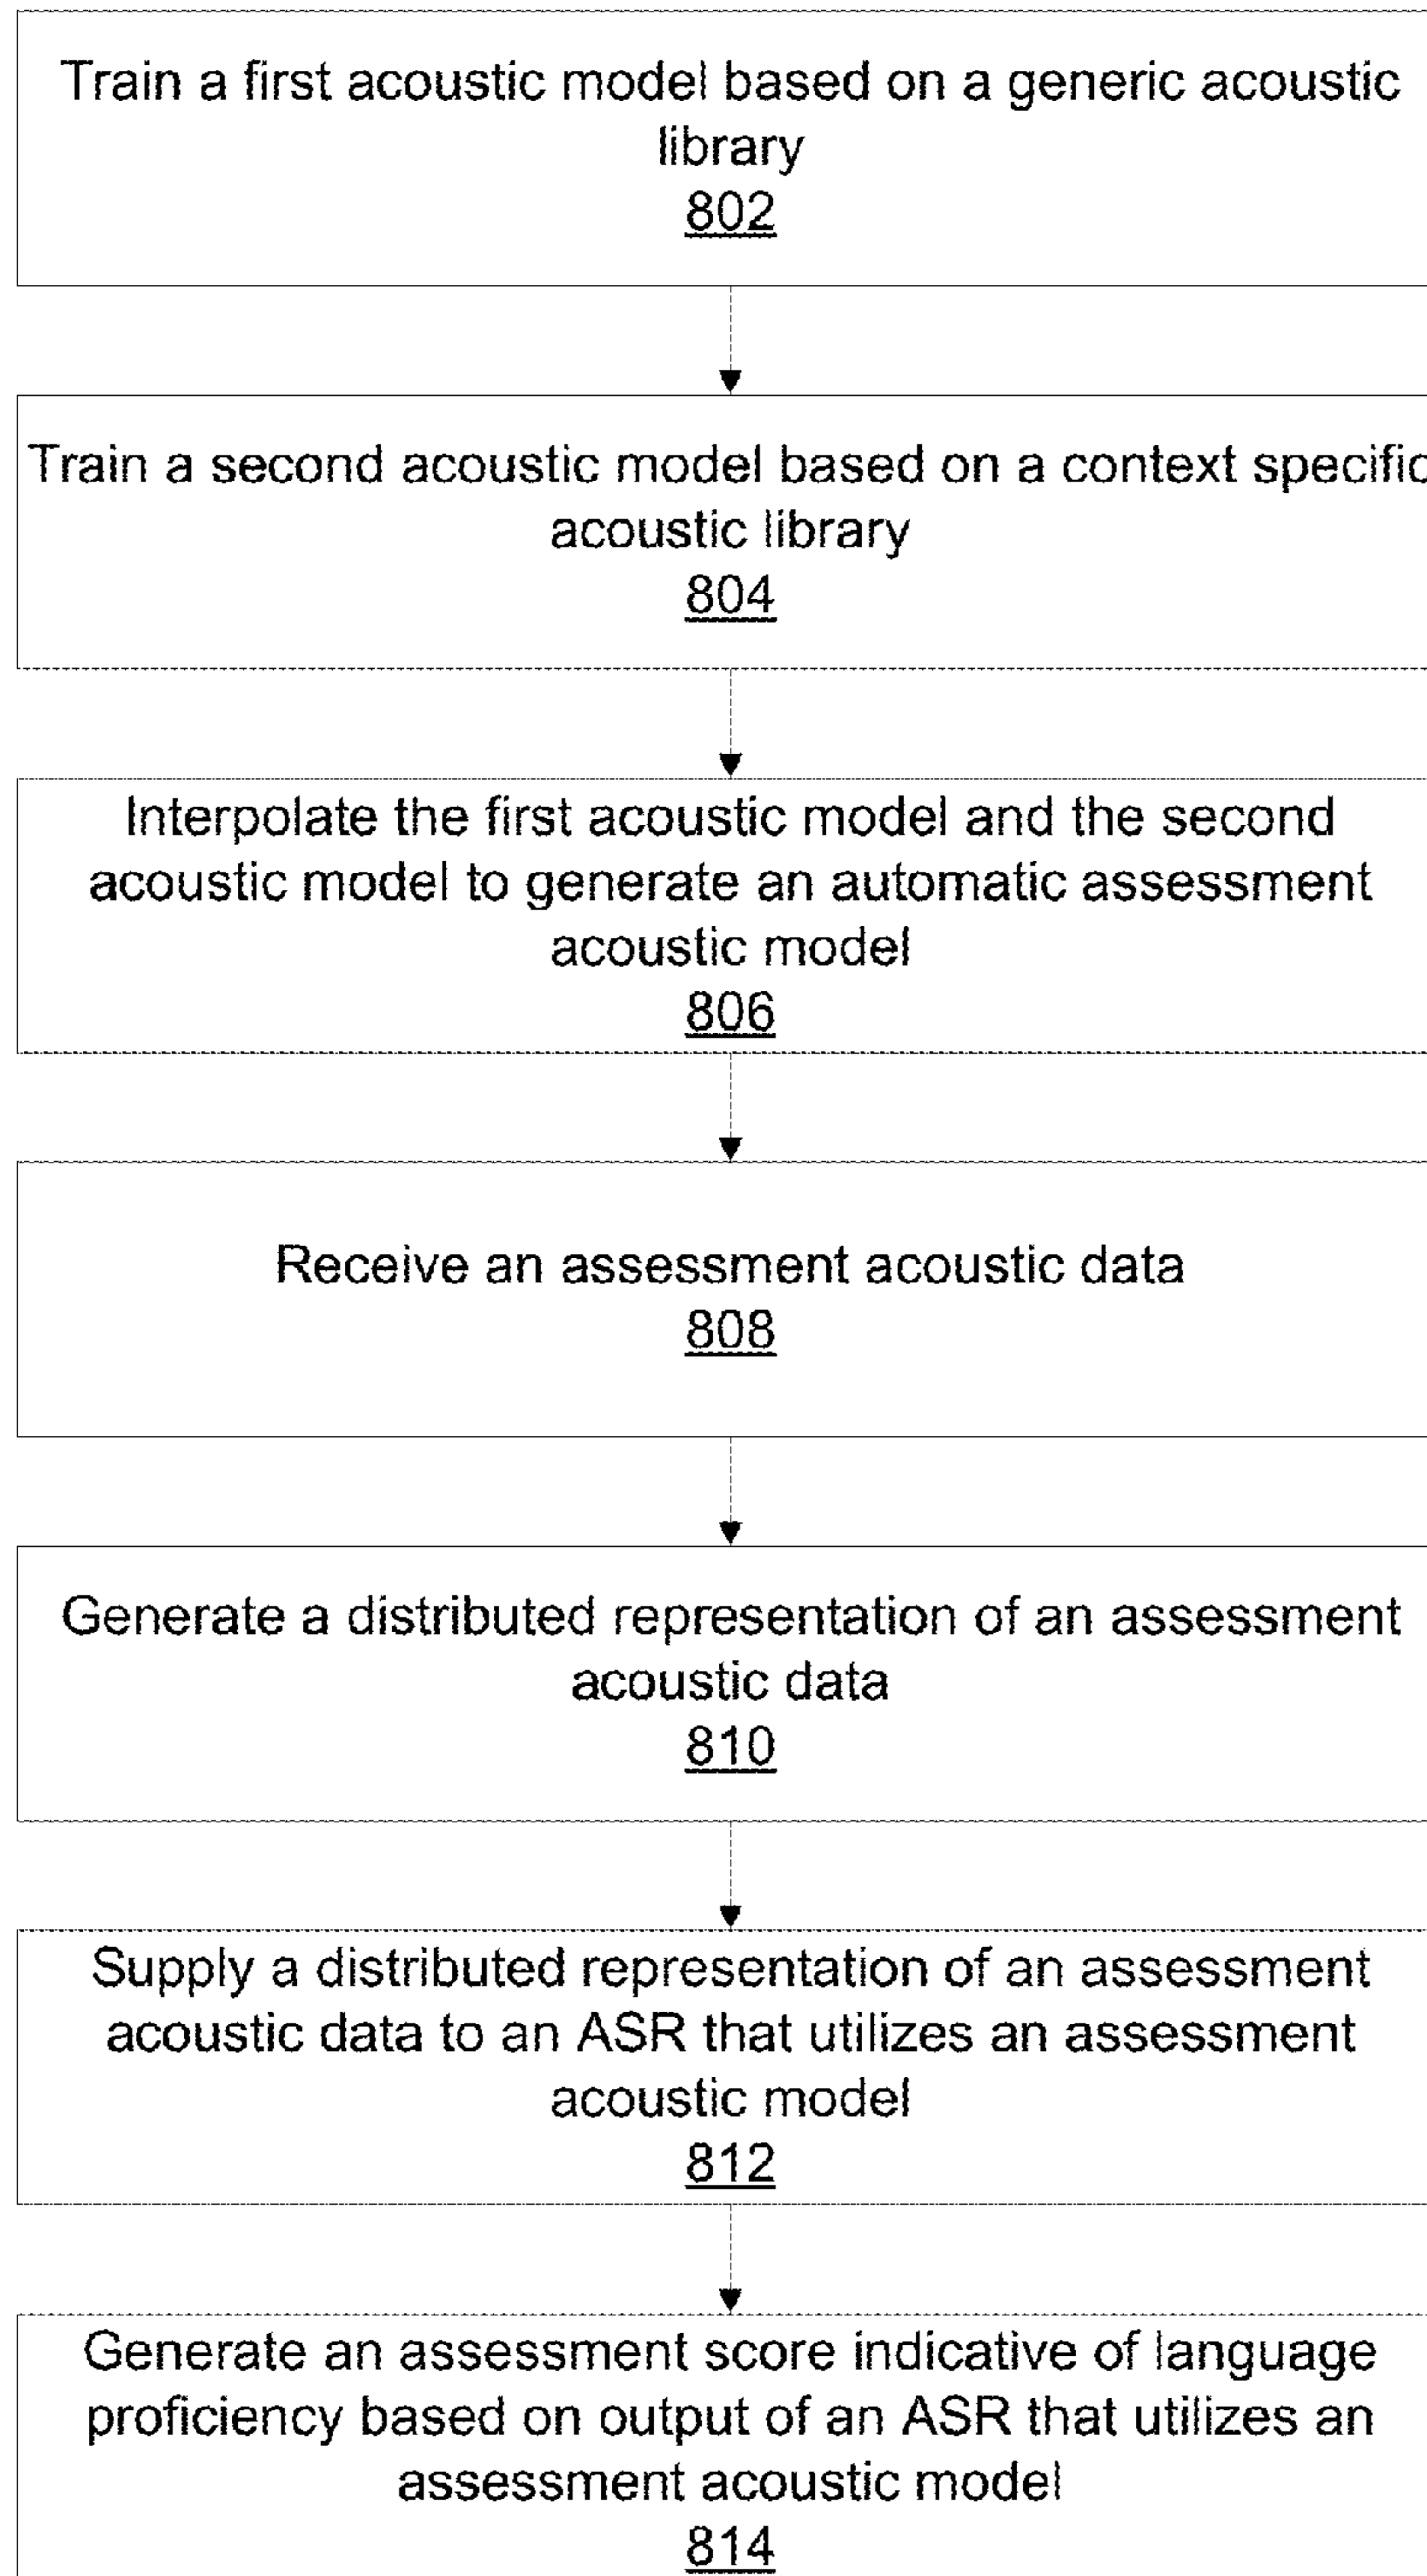 Train a first acoustic model based on a generic acoustic
library
802
Train a second acoustic model based on a context specific
acoustic library
804
Interpolate the first acoustic model and the second
acoustic model to generate an automatic assessment
acoustic model
806
Receive an assessment acoustic data
808
Generate a distributed representation of an assessment
acoustic data
810
Supply a distributed representation of an assessment
acoustic data to an ASR that utilizes an assessment
acoustic model
812
Generate an assessment score indicative of language
proficiency based on output of an ASR that utilizes an
assessment acoustic model
814